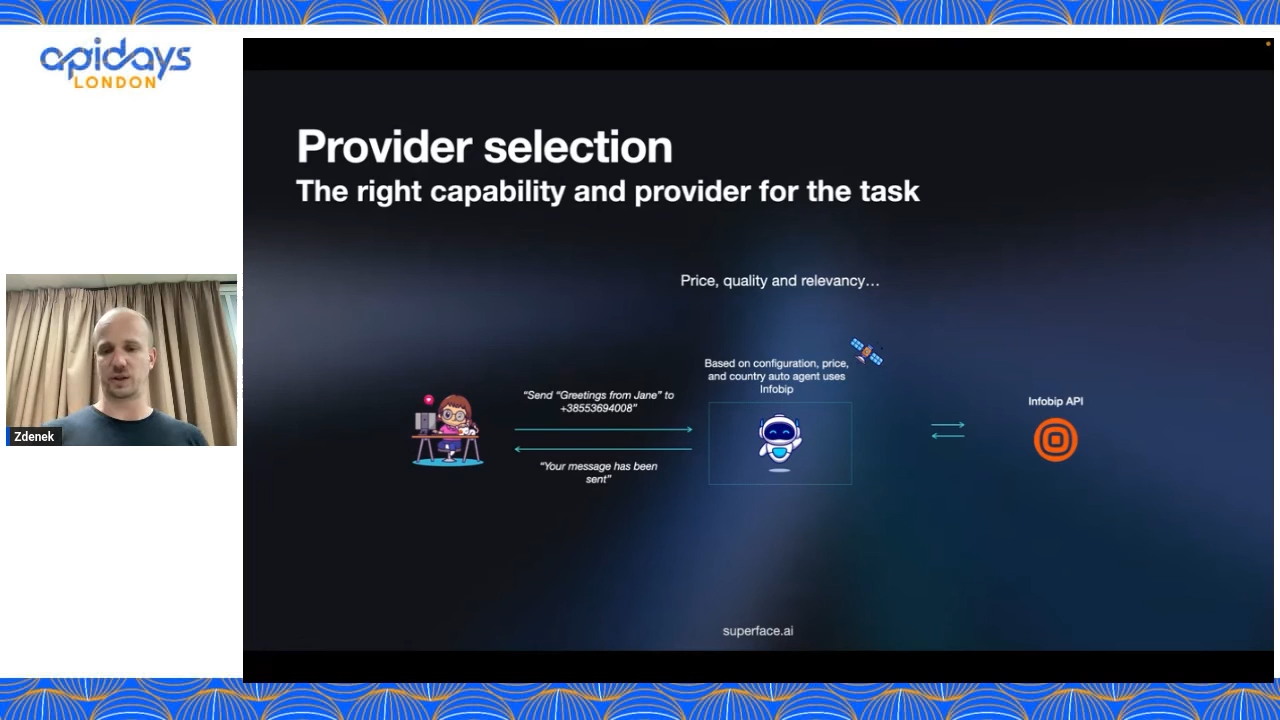 apidays
LONDON
Provider selection
The right capability and provider for the task
Price, quality and relevancy…
Based on configuration, price,
and country auto agent uses
Infobip
“Send “Greetings from Jane” to
+38553694008”
“Your message has been
sent”
Infobip API
Zdenek
superface.ai